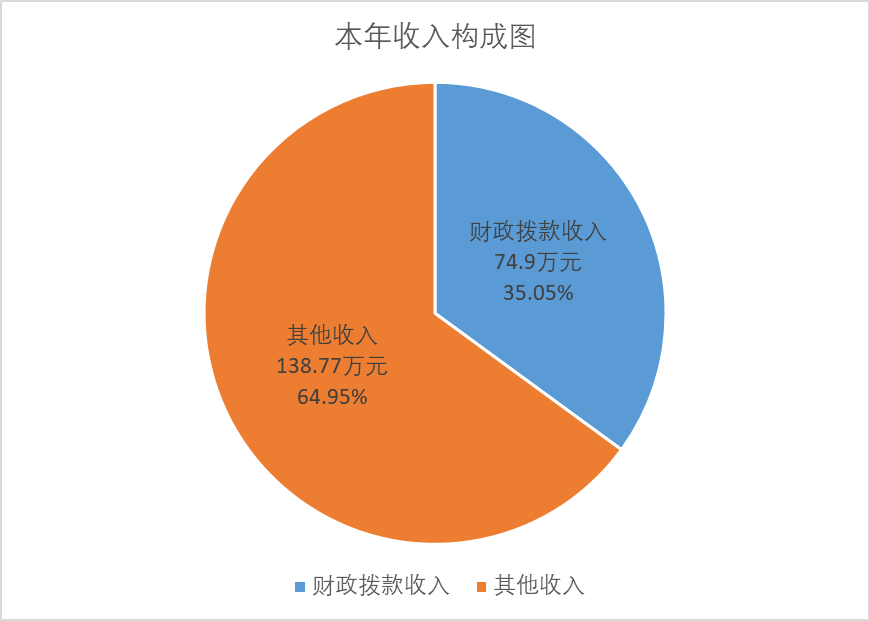 本年收入构成图
财政拨款收入
74.9万元
35.05%
其他收入
138.77万元
64.95%
财政拨款收入 其他收入